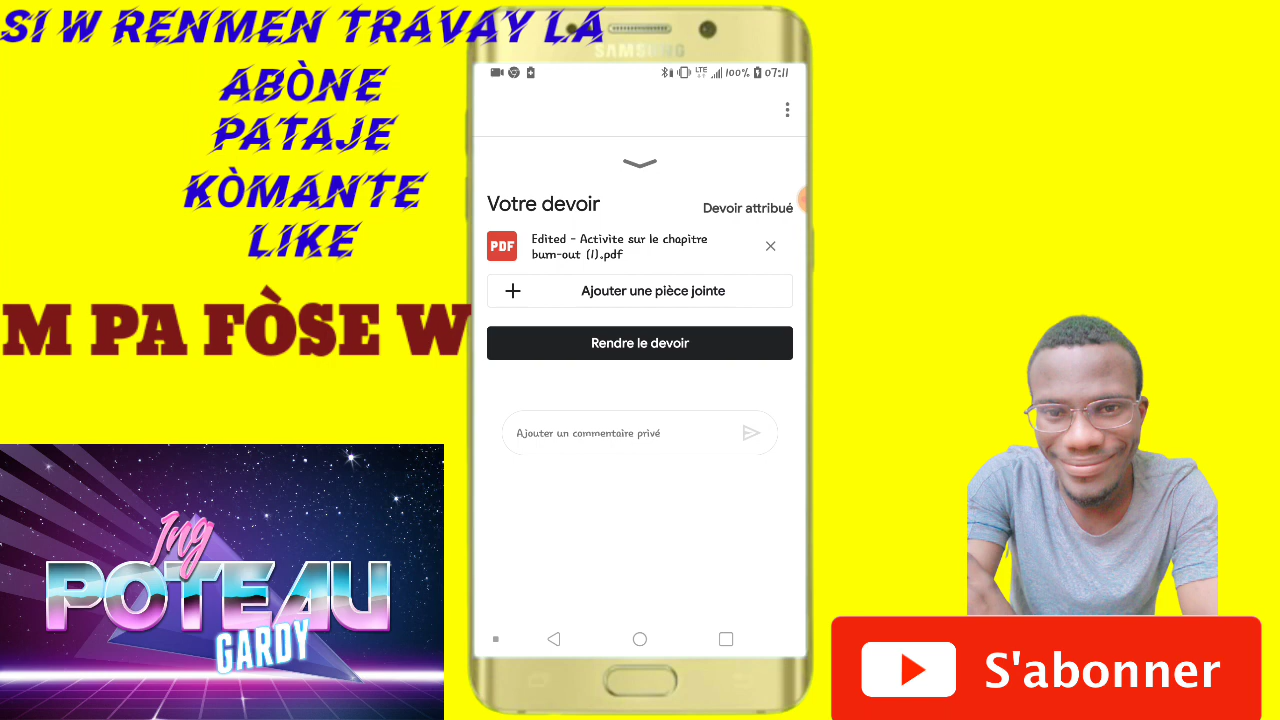 SI W RENMEN TRAVAY LA
ABÒNE
PATAJE
KÒMANTE
LIKE
M PA FÒSE W
Ing
POTEAU
GARDY
SAMSUNG
LTE 100% 07:11
Votre devoir
Devoir attribué
PDF
Edited - Activite sur le chapitre
burn-out (1).pdf
+ Ajouter une pièce jointe
Rendre le devoir
Ajouter un commentaire privé
S'abonner